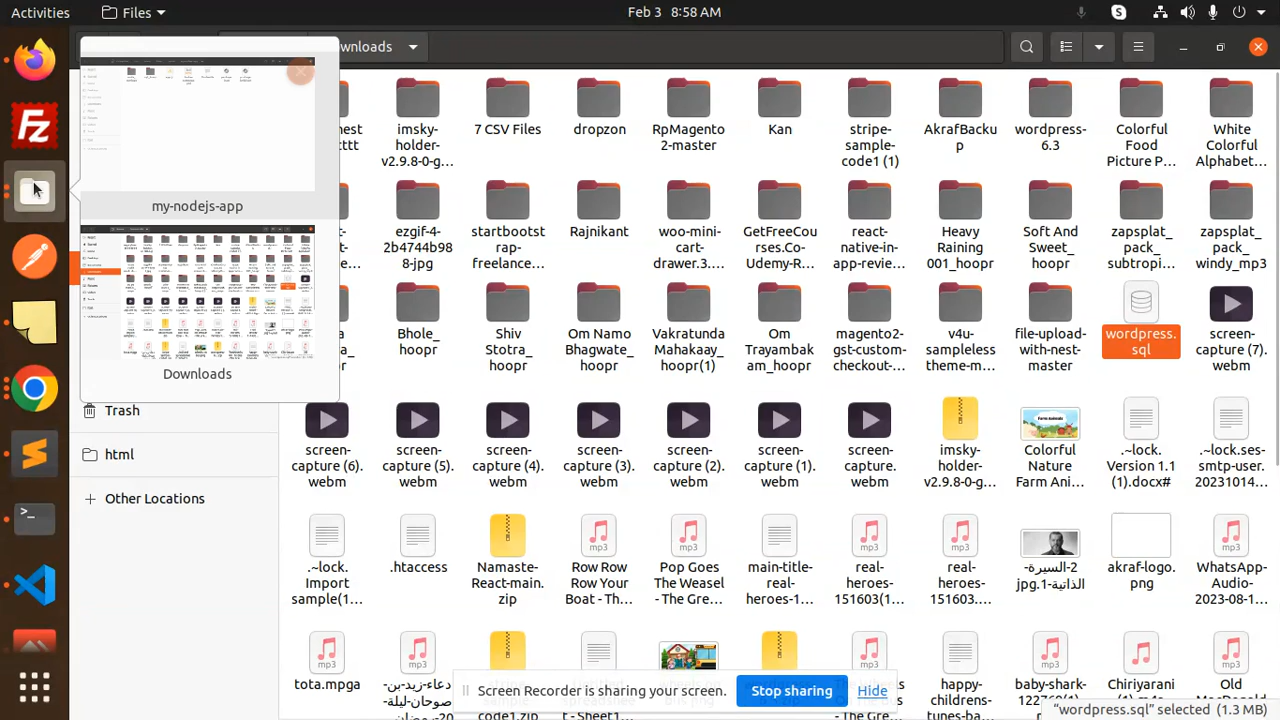 Activities
Files
Feb 3 8:58 AM
wnloads
my-nodejs-app
Downloads
Trash
html
Other Locations
imsky-
holder-
v2.9.8-0-g...
7 CSV Files
dropzon
RpMagento
2-master
Kan
stripe-
sample-
code1 (1)
AkrafBacku
p
wordpress-
6.3
Colorful
Food
Picture P...
White
Colorful
Alphabet...
ezgif-4-
2b4744b98
8-jpg
startbootst
rap-
freelance...
Rajnikant
woo-mini-
cart-
drawer.3...
GetFreeCou
rses.Co-
Udemy-Re...
react-
native-in-
Heavy
Raining
001_hoopr
Soft And
Sweet_
hoopr
zapsplat_
pack_
subtropi...
zapsplat_
pack_
windy_mp3
Bhole_
hoopr
Shiv
Stotra_
hoopr
Om Namo
Bhagwate_
hoopr
Vakratunda
Mahakaay_
hoopr(1)
Om
Trayambak
am_hoopr
magento2-
get-custom-
checkout-...
sampleless
theme-m...
file-upload-
with-nest-
master
wordpress.
sql
screen-
capture (7).
webm
screen-
capture (6).
webm
screen-
capture (5).
webm
screen-
capture (4).
webm
screen-
capture (3).
webm
screen-
capture (2).
webm
screen-
capture (1).
webm
screen-
capture.
webm
imsky-
holder-
v2.9.8-0-g...
Colorful
Nature
Farm Ani...
.~lock.
Version 1.1
(1).docx#
.~lock.ses-
smtp-user.
20231014...
.~lock.
Import
sample(1...
.htaccess
Namaste-
React-main.
zip
Row Row
Row Your
Boat - Th...
Pop Goes
The Weasel
- The Gre...
main-title-
real-
heroes-1...
real-
heroes-
151603(1...
real-
heroes-
151603...
2-السيرة-
الذاتية-1.jpg
akraf-logo.
png
WhatsApp-
Audio-
2023-08-1...
tota.mpga
دعاء-زيد-بن-
صوحان-ليلة-
happy-
children-
baby-shark-
Chiriyarani
Old
Screen Recorder is sharing your screen.
Stop sharing
Hide
"wordpress.sql" selected (1.3 MB)